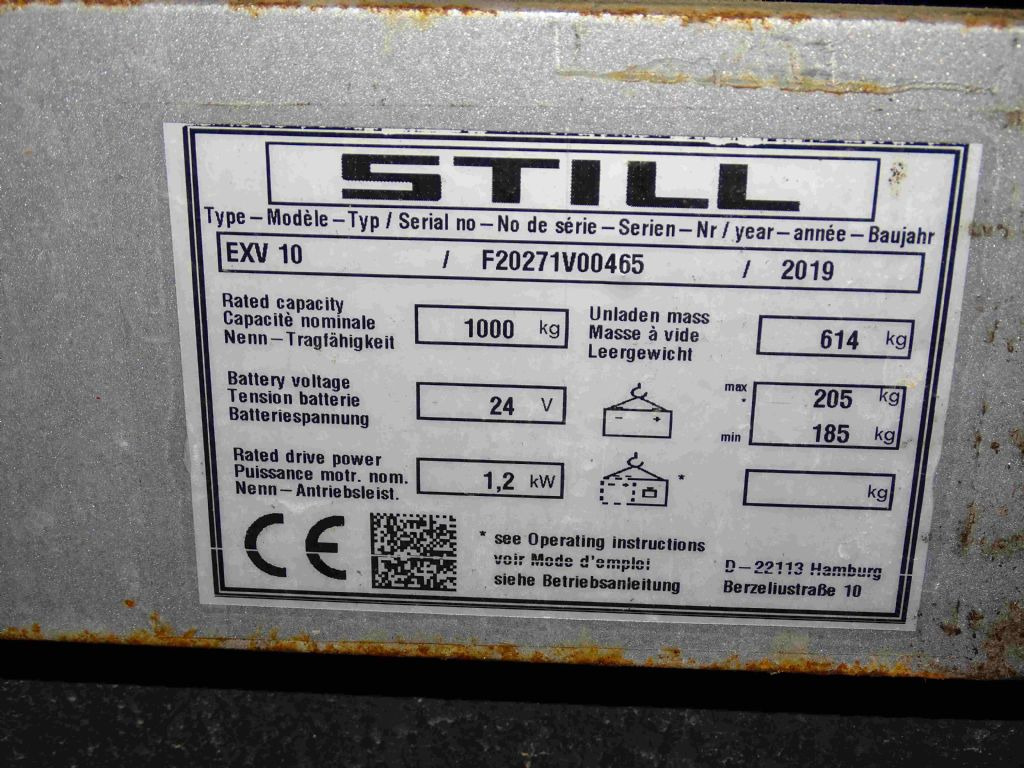 STILL
Type – Modèle – Typ / Serial no – No de série – Serien – Nr / year – année – Baujahr
EXV 10 / F20271V00465 / 2019
Rated capacity
Capacitè nominale
Nenn – Tragfähigkeit
1000 kg
Unladen mass
Masse à vide
Leergewicht
614 kg
Battery voltage
Tension batterie
Batteriespannung
24 V
max
*
min
205 kg
185 kg
Rated drive power
Puissance motr. nom.
Nenn – Antriebsleist.
1,2 kW
*
kg
CE
* see Operating instructions
voir Mode d'emploi
siehe Betriebsanleitung
D – 22113 Hamburg
Berzeliustraße 10